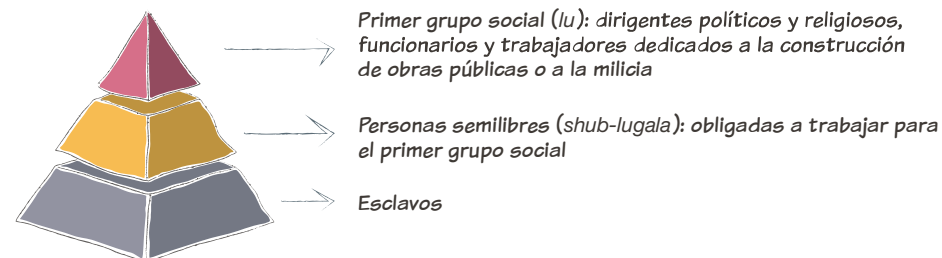 Primer grupo social (lu): dirigentes políticos y religiosos,
funcionarios y trabajadores dedicados a la construcción
de obras públicas o a la milicia
Personas semilibres (shub-lugala): obligadas a trabajar para
el primer grupo social
Esclavos